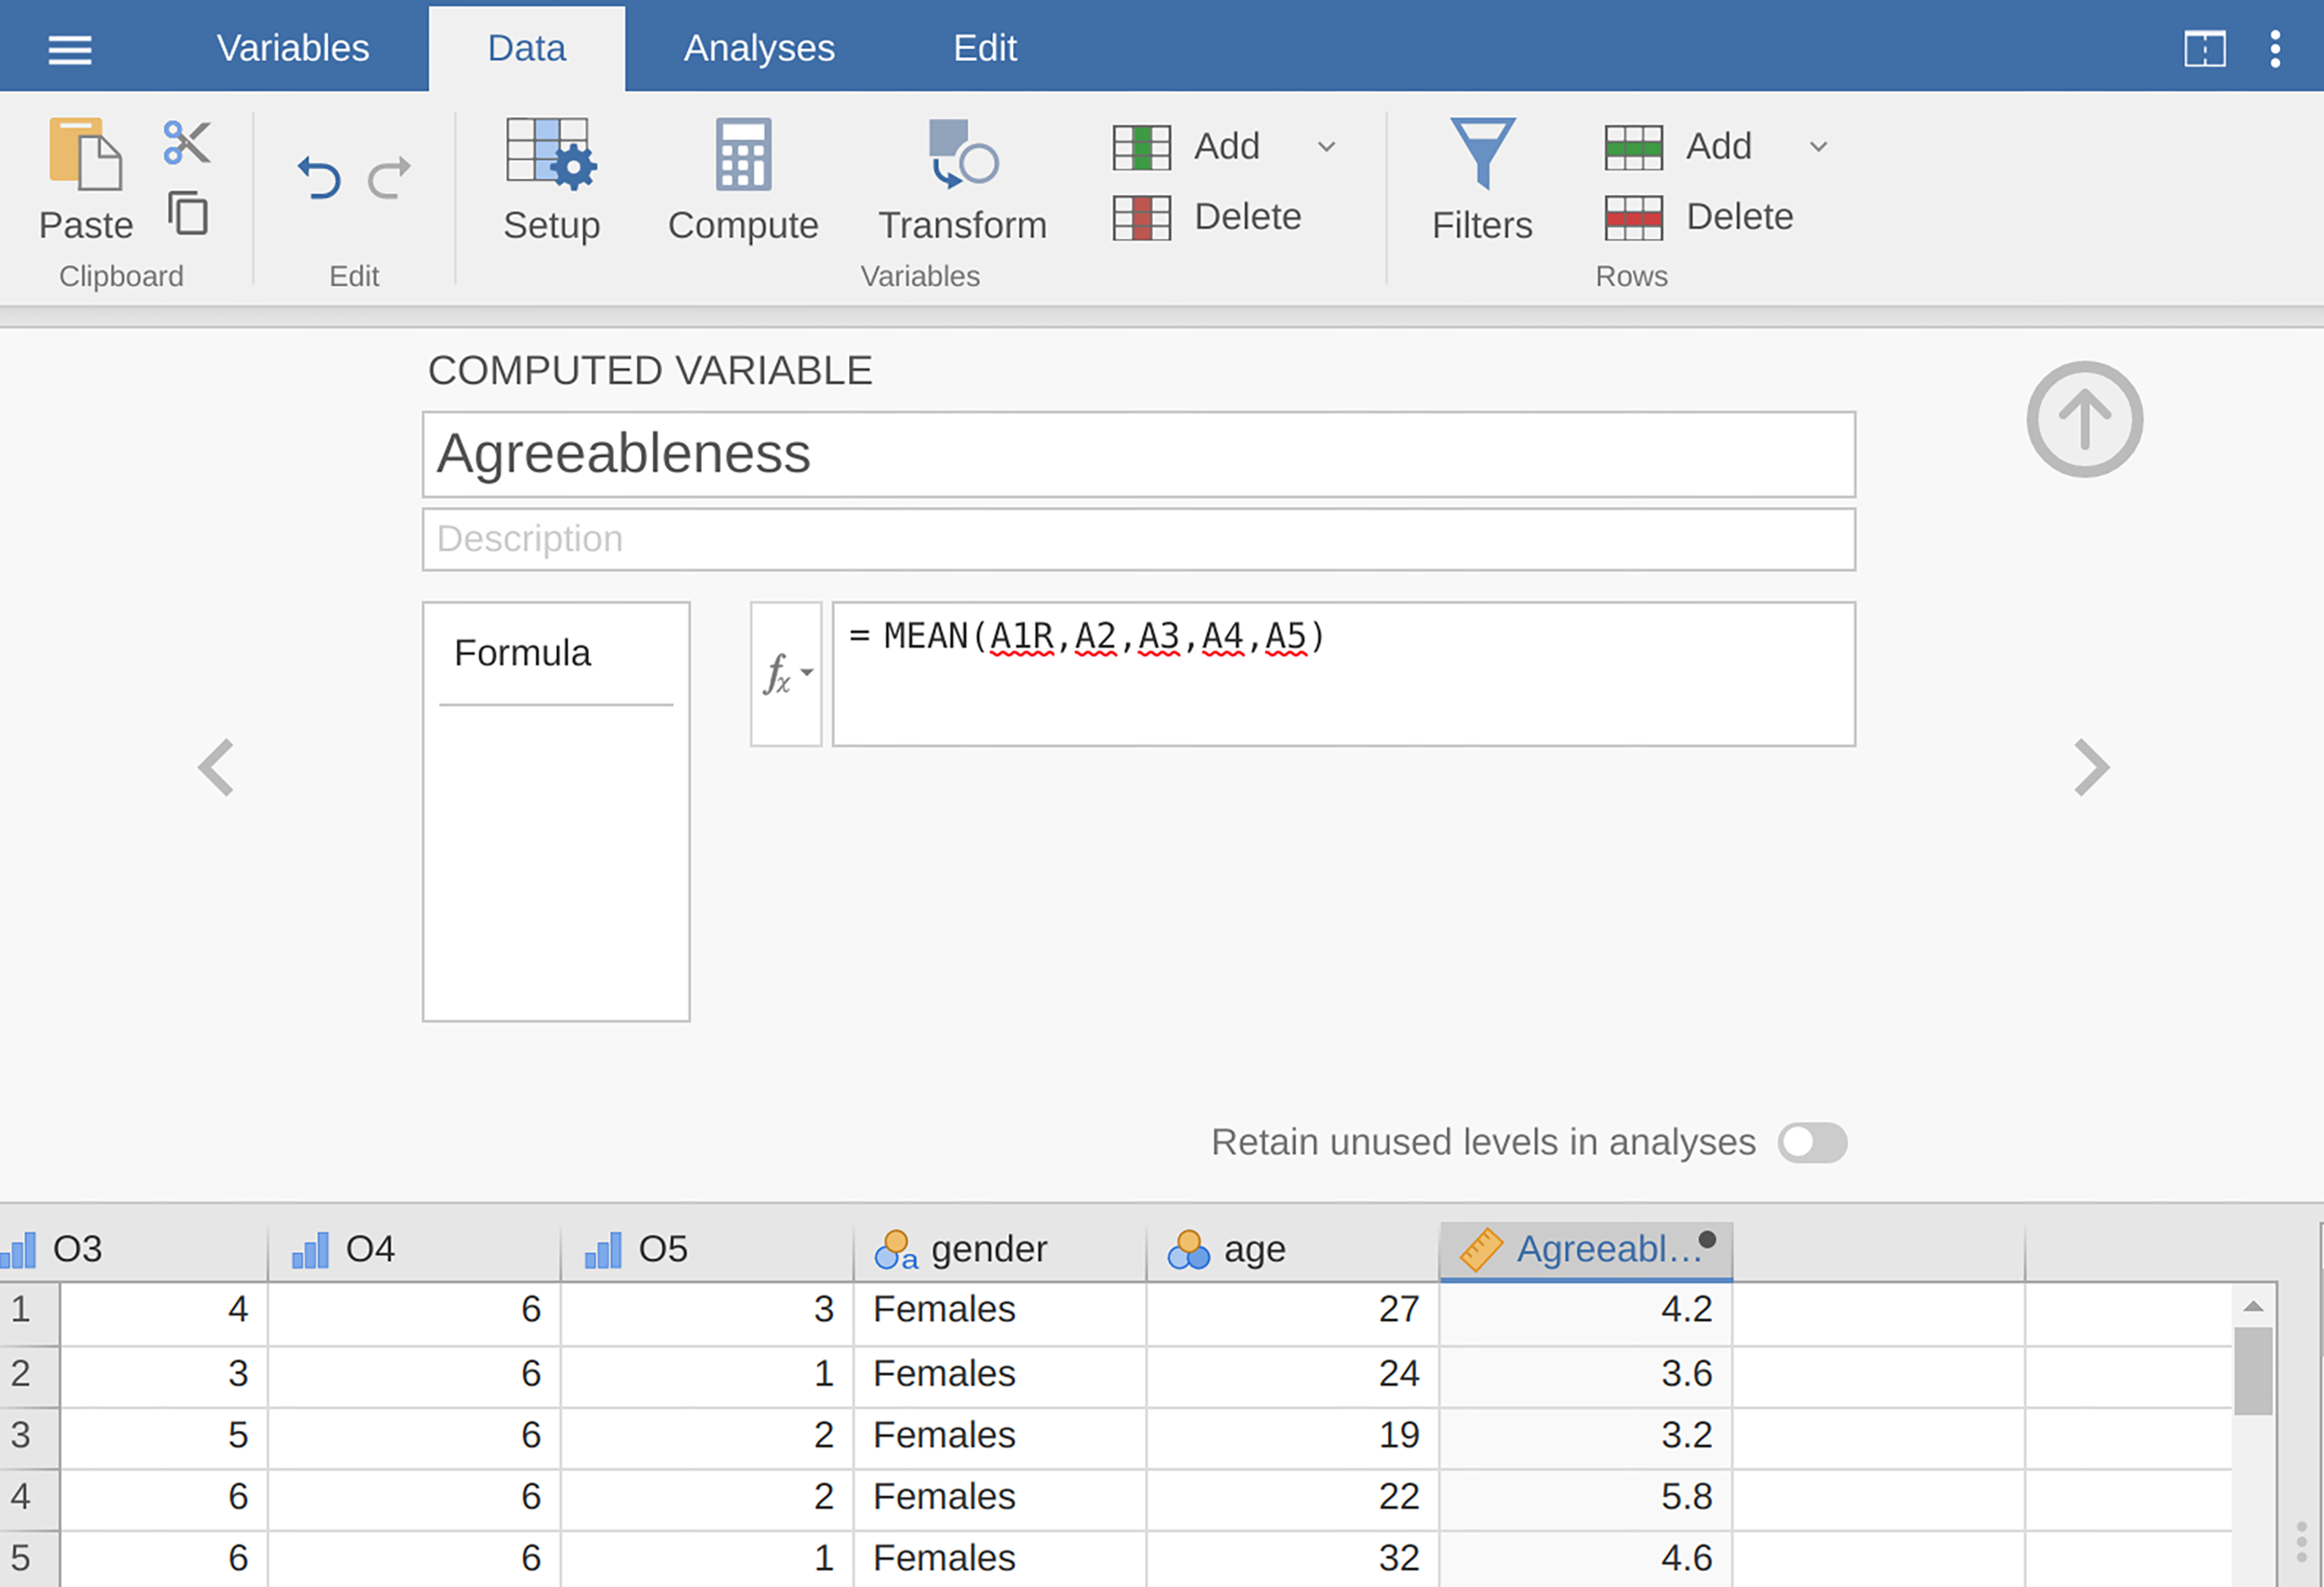 Variables Data Analyses Edit
Paste
Clipboard
Edit
Setup Compute Transform
Add
Delete
Variables
Filters
Add
Delete
Rows
COMPUTED VARIABLE
Agreeableness
Description
Formula
fx
= MEAN(A1R,A2,A3,A4,A5)
Retain unused levels in analyses
O3 O4 O5 a gender age Agreeabl...
1 4 6 3 Females 27 4.2
2 3 6 1 Females 24 3.6
3 5 6 2 Females 19 3.2
4 6 6 2 Females 22 5.8
5 6 6 1 Females 32 4.6